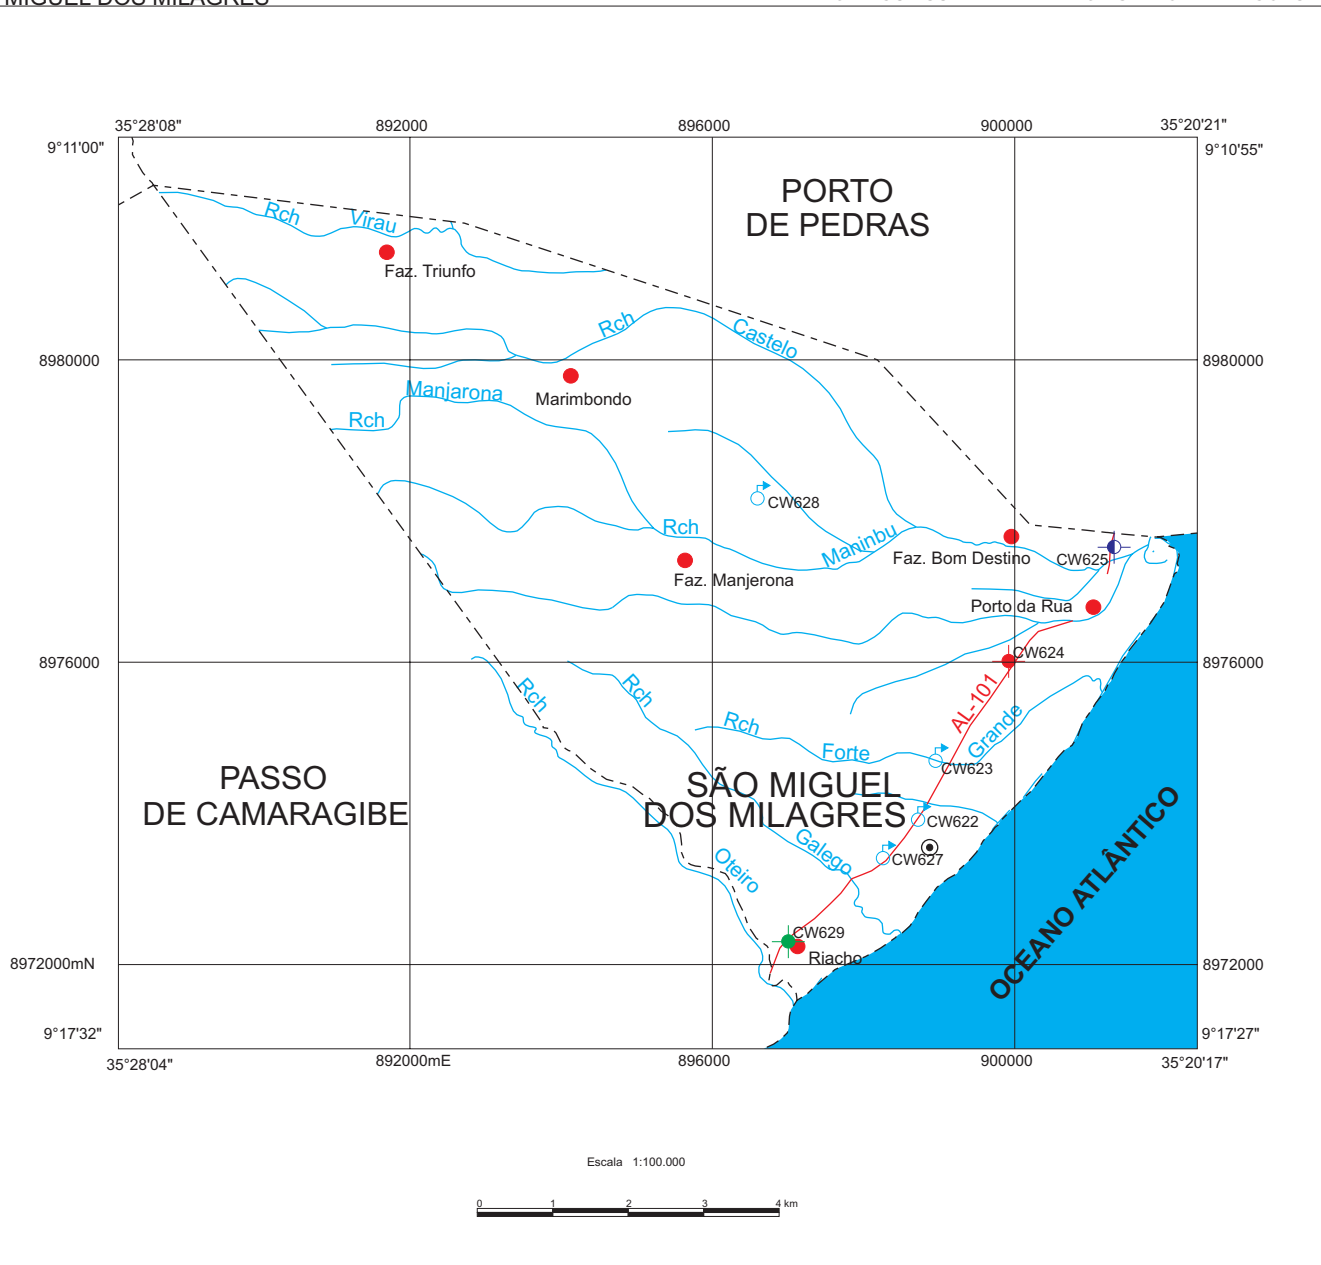 MIGUEL DOS MILAGRES
35°28'08"
892000
896000
900000
35°20'21"
9°11'00"
9°10'55"
PORTO
DE PEDRAS
Rch
Virau
Faz. Triunfo
Rch
Castelo
8980000
8980000
Manjarona
Marimbondo
Rch
CW628
Rch
Maninbu
Faz. Bom Destino
CW625
Faz. Manjerona
Porto da Rua
CW624
8976000
8976000
Rch
Rch
AL-101
Rch
Forte
Grande
CW623
PASSO
DE CAMARAGIBE
SÃO MIGUEL
DOS MILAGRES
CW622
Galego
CW627
Oteiro
OCEANO ATLÂNTICO
CW629
Riacho
8972000mN
8972000
9°17'32"
9°17'27"
35°28'04"
892000mE
896000
900000
35°20'17"
Escala 1:100.000
0 1 2 3 4 km